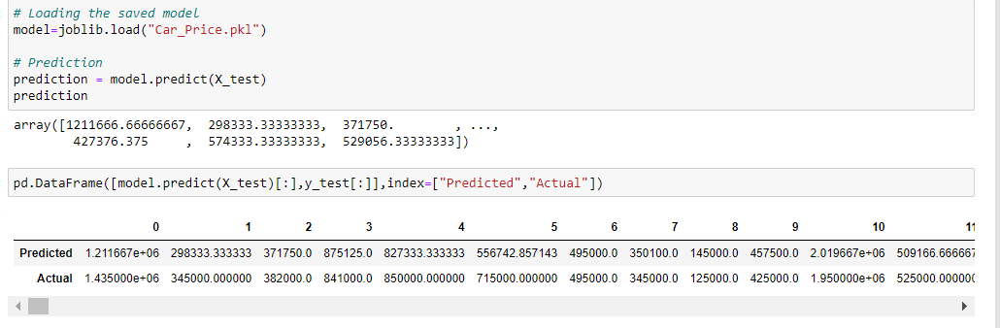 # Loading the saved model
model=joblib.load("Car_Price.pkl")
# Prediction
prediction = model.predict(X_test)
prediction
array([1211666.66666667,  298333.33333333,  371750.        , ...,
        427376.375     ,  574333.33333333,  529056.33333333])
pd.DataFrame([model.predict(X_test)[:],y_test[:]],index=["Predicted","Actual"])
0 1 2 3 4 5 6 7 8 9 10 11
Predicted 1.211667e+06 298333.333333 371750.0 875125.0 827333.333333 556742.857143 495000.0 350100.0 145000.0 457500.0 2.019667e+06 509166.666667
Actual 1.435000e+06 345000.000000 382000.0 841000.0 850000.000000 715000.000000 495000.0 345000.0 125000.0 425000.0 1.950000e+06 525000.000000